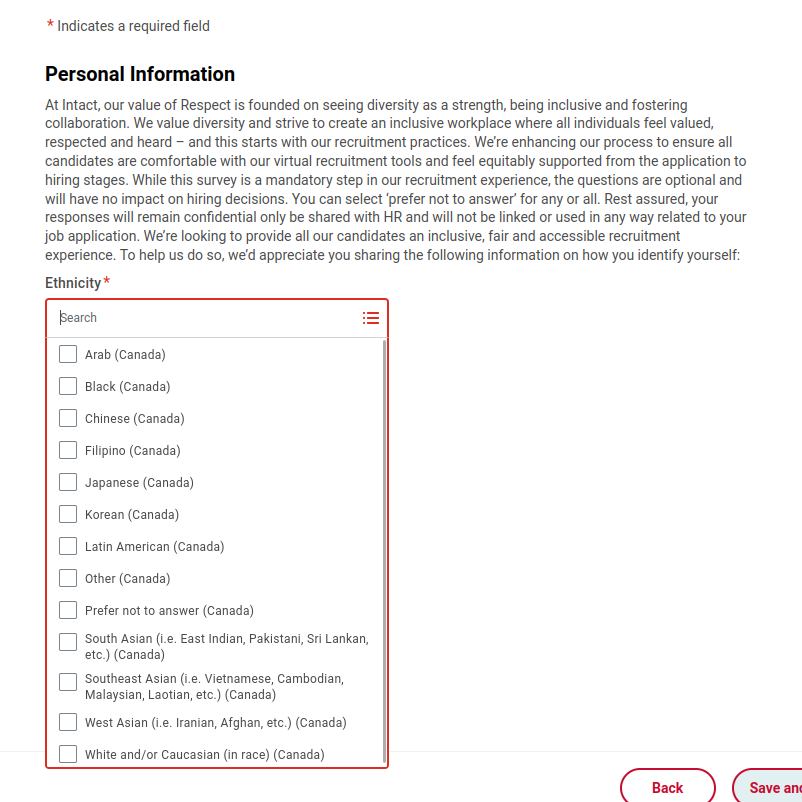 * Indicates a required field
Personal Information
At Intact, our value of Respect is founded on seeing diversity as a strength, being inclusive and fostering
collaboration. We value diversity and strive to create an inclusive workplace where all individuals feel valued,
respected and heard – and this starts with our recruitment practices. We’re enhancing our process to ensure all
candidates are comfortable with our virtual recruitment tools and feel equitably supported from the application to
hiring stages. While this survey is a mandatory step in our recruitment experience, the questions are optional and
will have no impact on hiring decisions. You can select ‘prefer not to answer’ for any or all. Rest assured, your
responses will remain confidential only be shared with HR and will not be linked or used in any way related to your
job application. We’re looking to provide all our candidates an inclusive, fair and accessible recruitment
experience. To help us do so, we’d appreciate you sharing the following information on how you identify yourself:
Ethnicity*
Search
Arab (Canada)
Black (Canada)
Chinese (Canada)
Filipino (Canada)
Japanese (Canada)
Korean (Canada)
Latin American (Canada)
Other (Canada)
Prefer not to answer (Canada)
South Asian (i.e. East Indian, Pakistani, Sri Lankan,
etc.) (Canada)
Southeast Asian (i.e. Vietnamese, Cambodian,
Malaysian, Laotian, etc.) (Canada)
West Asian (i.e. Iranian, Afghan, etc.) (Canada)
White and/or Caucasian (in race) (Canada)
Back
Save